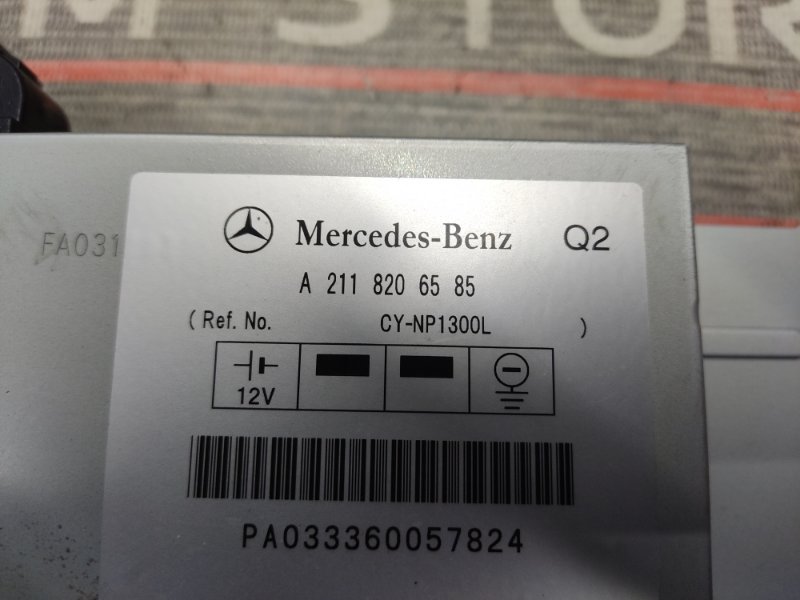 FA031
Mercedes-Benz Q2
A 211 820 65 85
( Ref. No. CY-NP1300L )
12V
PA033360057824